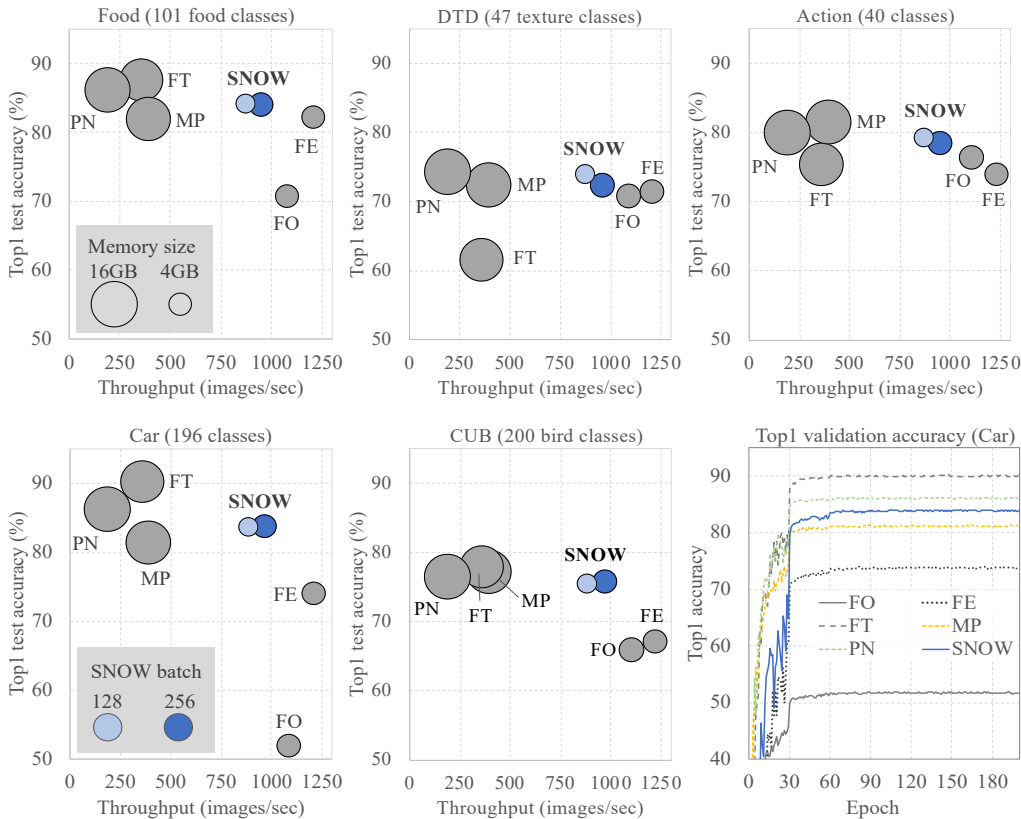 Food (101 food classes)
Top1 test accuracy (%)
90
80
70
60
50
0
250
500
750
1000
1250
Throughput (images/sec)
PN
FT
MP
SNOW
FE
FO
Memory size
16GB
4GB
DTD (47 texture classes)
Top1 test accuracy (%)
90
80
70
60
50
0
250
500
750
1000
1250
Throughput (images/sec)
PN
MP
FT
SNOW
FE
FO
Action (40 classes)
Top1 test accuracy (%)
90
80
70
60
50
0
250
500
750
1000
1250
Throughput (images/sec)
PN
MP
FT
SNOW
FO
FE
Car (196 classes)
Top1 test accuracy (%)
90
80
70
60
50
0
250
500
750
1000
1250
Throughput (images/sec)
FT
PN
MP
SNOW
FE
FO
SNOW batch
128
256
CUB (200 bird classes)
Top1 test accuracy (%)
90
80
70
60
50
0
250
500
750
1000
1250
Throughput (images/sec)
PN
FT
MP
SNOW
FE
FO
Top1 validation accuracy (Car)
Top1 accuracy
90
80
70
60
50
40
0
30
60
90
120
150
180
Epoch
FO
FE
FT
MP
PN
SNOW